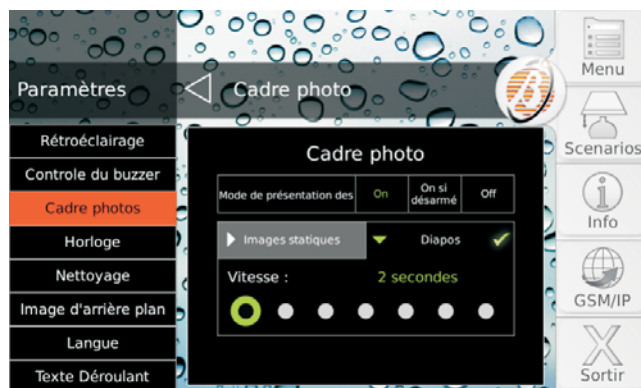 Paramètres
Cadre photo
Rétroéclairage
Controle du buzzer
Cadre photos
Horloge
Nettoyage
Image d'arrière plan
Langue
Texte Déroulant
Cadre photo
Mode de présentation des
On
On si
désarmé
Off
Images statiques
Diapos
Vitesse :
2 secondes
Menu
Scenarios
Info
GSM/IP
Sortir